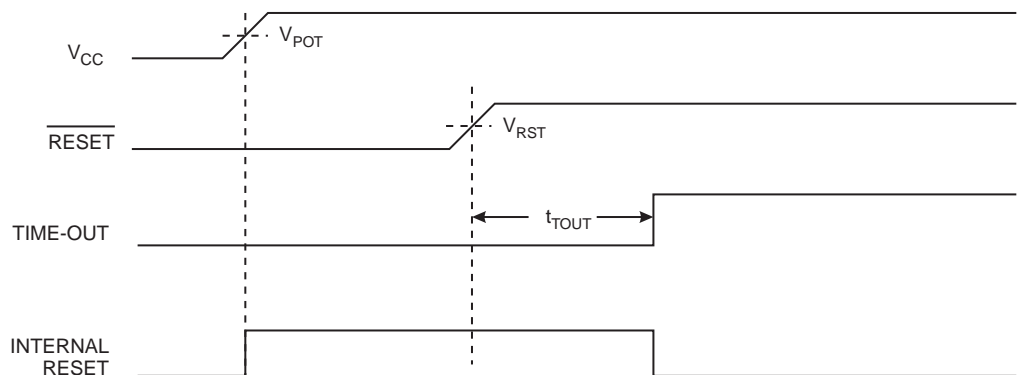 V_CC
V_POT
RESET
V_RST
TIME-OUT
t_TOUT
INTERNAL
RESET